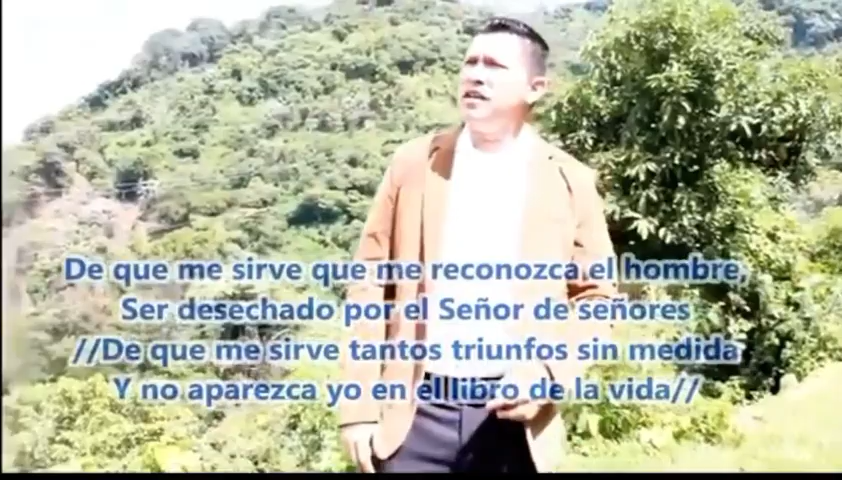 De que me sirve que me reconozca el hombre,
Ser desechado por el Señor de señores
//De que me sirve tantos triunfos sin medida
Y no aparezca yo en el libro de la vida//